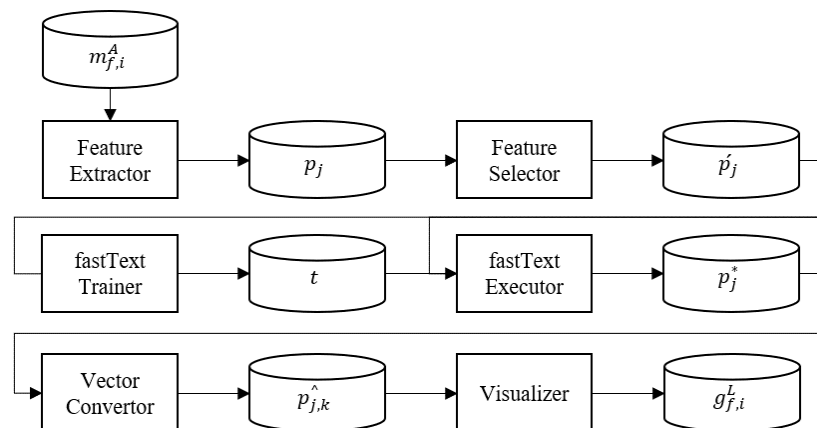 m^A_{f,i}
Feature
Extractor
p_j
Feature
Selector
ṕ_j
fastText
Trainer
t
fastText
Executor
p^*_j
Vector
Convertor
p^^_{j,k}
Visualizer
g^L_{f,i}